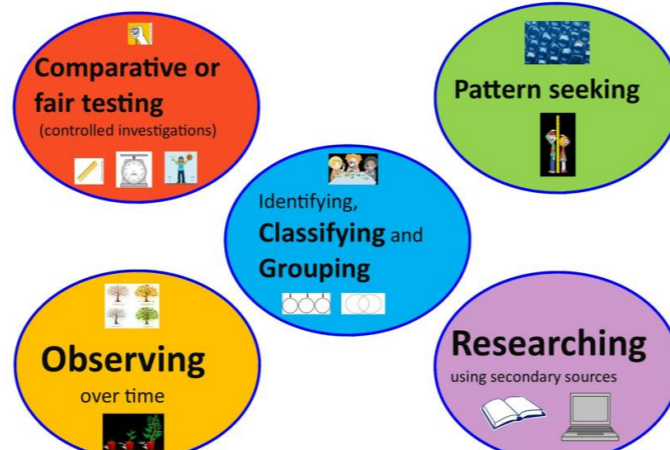 Comparative or
fair testing
(controlled investigations)
Pattern seeking
Identifying,
Classifying and
Grouping
Observing
over time
Researching
using secondary sources